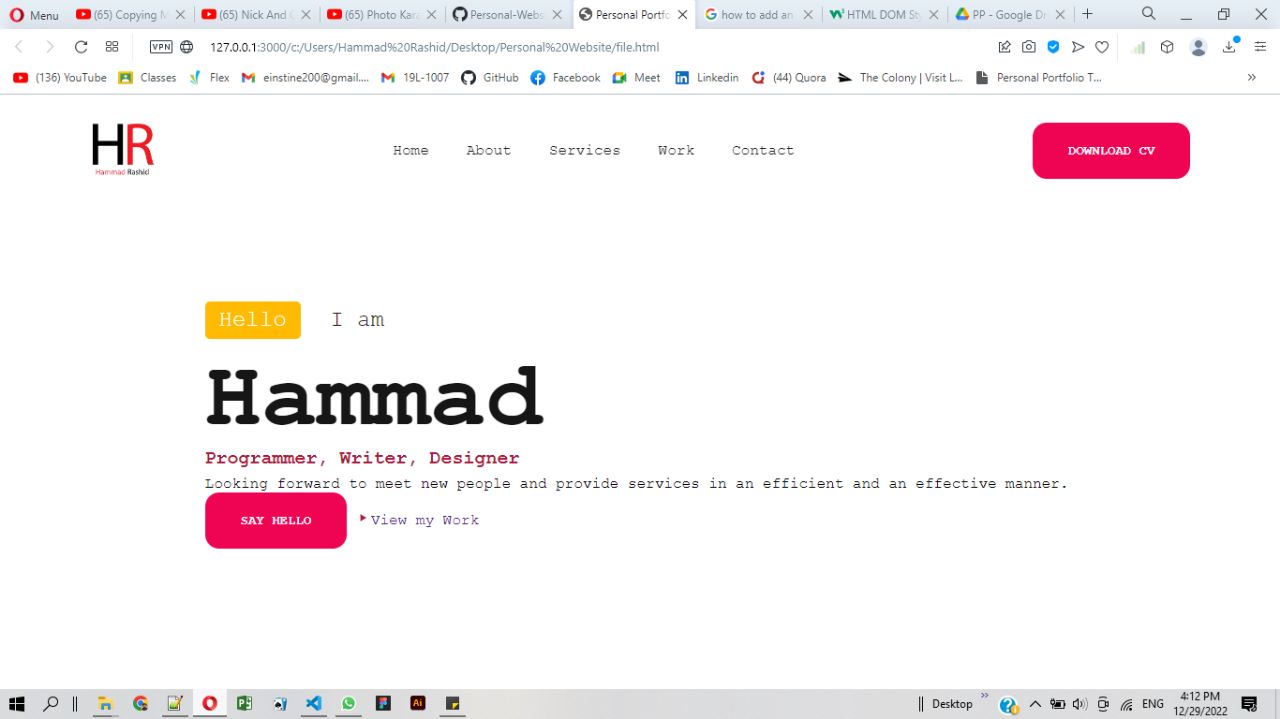 Menu (65) Copying M (65) Nick And C (65) Photo Kara Personal-Webs Personal Portfo how to add an HTML DOM Sty PP - Google Dr
VPN 127.0.0.1:3000/c:/Users/Hammad%20Rashid/Desktop/Personal%20Website/file.html
(136) YouTube Classes Flex einstine200@gmail.... 19L-1007 GitHub Facebook Meet Linkedin (44) Quora The Colony | Visit L... Personal Portfolio T... »
HR
Hammad Rashid
Home About Services Work Contact DOWNLOAD CV
Hello I am
Hammad
Programmer, Writer, Designer
Looking forward to meet new people and provide services in an efficient and an effective manner.
SAY HELLO View my Work
Desktop » ENG 4:12 PM
12/29/2022